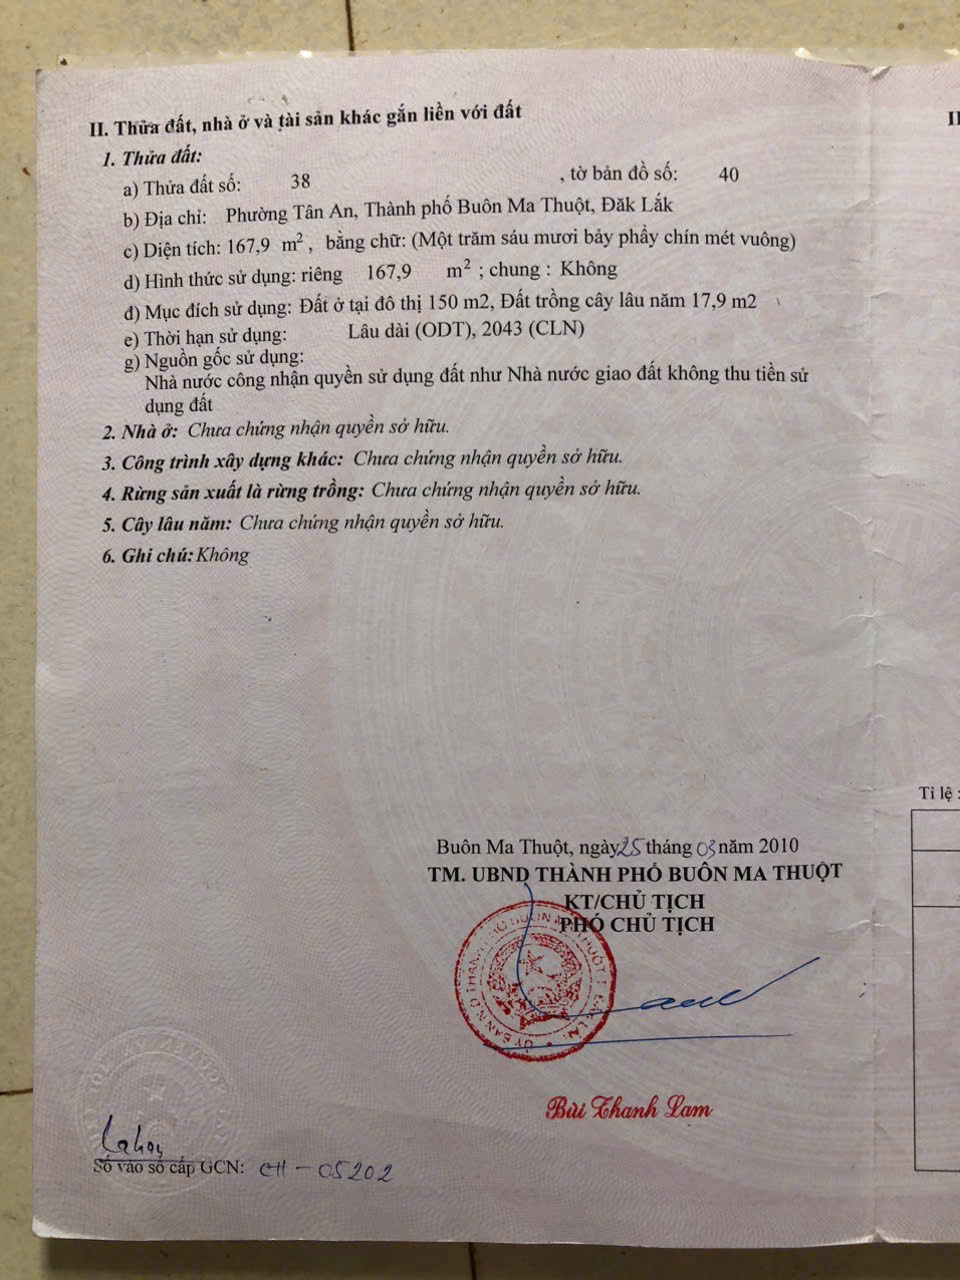 II. Thửa đất, nhà ở và tài sản khác gắn liền với đất
1. Thửa đất:
a) Thửa đất số: 38 , tờ bản đồ số: 40
b) Địa chỉ: Phường Tân An, Thành phố Buôn Ma Thuột, Đăk Lắk
c) Diện tích: 167,9 m², bằng chữ: (Một trăm sáu mươi bảy phẩy chín mét vuông)
d) Hình thức sử dụng: riêng 167,9 m² ; chung : Không
đ) Mục đích sử dụng: Đất ở tại đô thị 150 m2, Đất trồng cây lâu năm 17,9 m2
e) Thời hạn sử dụng: Lâu dài (ODT), 2043 (CLN)
g) Nguồn gốc sử dụng:
Nhà nước công nhận quyền sử dụng đất như Nhà nước giao đất không thu tiền sử
dụng đất
2. Nhà ở: Chưa chứng nhận quyền sở hữu.
3. Công trình xây dựng khác: Chưa chứng nhận quyền sở hữu.
4. Rừng sản xuất là rừng trồng: Chưa chứng nhận quyền sở hữu.
5. Cây lâu năm: Chưa chứng nhận quyền sở hữu.
6. Ghi chú: Không
Buôn Ma Thuột, ngày 25 tháng 03 năm 2010
TM. UBND THÀNH PHỐ BUÔN MA THUỘT
KT/CHỦ TỊCH
PHÓ CHỦ TỊCH
Bùi Thanh Lam
Số vào sổ cấp GCN: CH - 05202
II
Tỉ lệ :